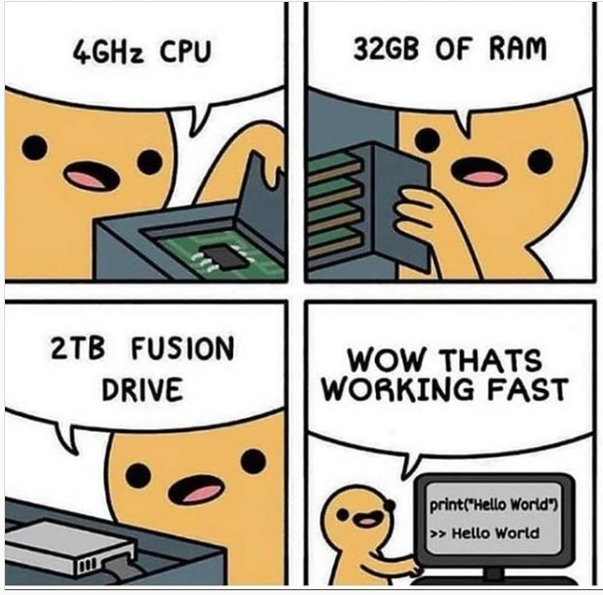 4GHz CPU
32GB OF RAM
2TB FUSION
DRIVE
WOW THATS
WORKING FAST
print("Hello World")
>> Hello World